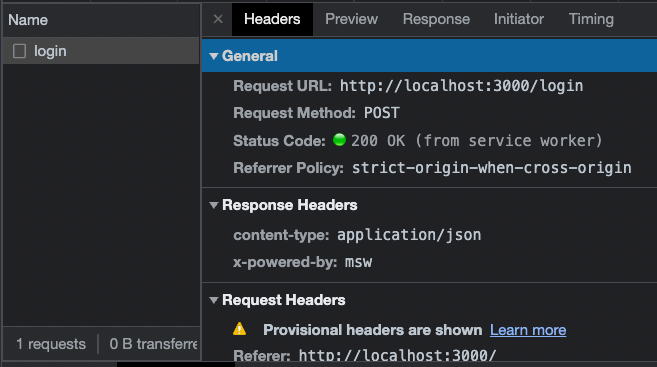 Name
login
1 requests
0 B transferre
× Headers Preview Response Initiator Timing
General
Request URL: http://localhost:3000/login
Request Method: POST
Status Code: 200 OK (from service worker)
Referrer Policy: strict-origin-when-cross-origin
Response Headers
content-type: application/json
x-powered-by: msw
Request Headers
Provisional headers are shown Learn more
Referer: http://localhost:3000/